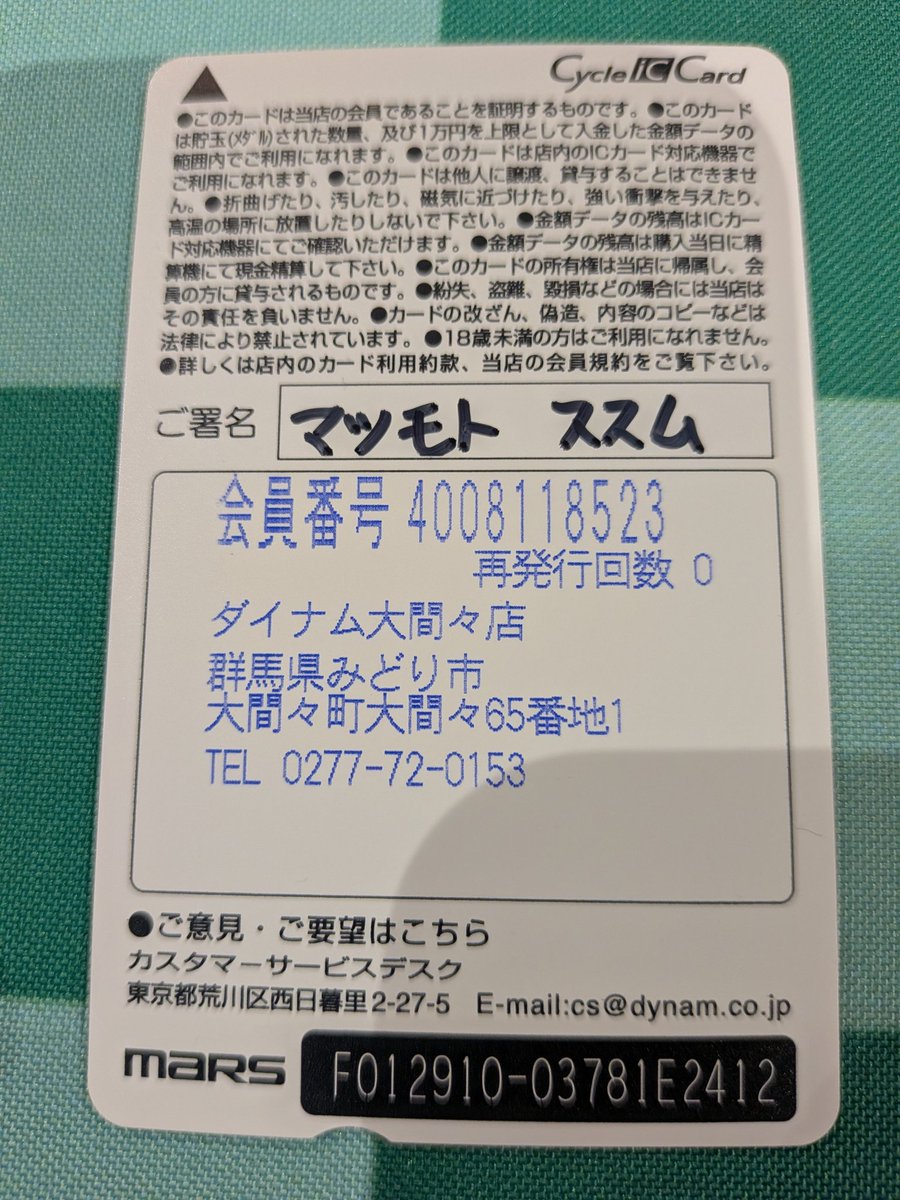 Cycle iC Card
●このカードは当店の会員であることを証明するものです。●このカード
は貯玉(ﾒﾀﾞﾙ)された数量、及び1万円を上限として入金した金額データの
範囲内でご利用になれます。●このカードは店内のICカード対応機器で
ご利用になれます。●このカードは他人に譲渡、貸与することはできませ
ん。●折曲げたり、汚したり、磁気に近づけたり、強い衝撃を与えたり、
高温の場所に放置したりしないで下さい。●金額データの残高はICカー
ド対応機器にてご確認いただけます。●金額データの残高は購入当日に精
算機にて現金精算して下さい。●このカードの所有権は当店に帰属し、会
員の方に貸与されるものです。●紛失、盗難、毀損などの場合には当店は
その責任を負いません。●カードの改ざん、偽造、内容のコピーなどは
法律により禁止されています。●18歳未満の方はご利用になれません。
●詳しくは店内のカード利用約款、当店の会員規約をご覧下さい。
ご署名 マツモト ススム
会員番号 4008118523
再発行回数 0
ダイナム大間々店
群馬県みどり市
大間々町大間々65番地1
TEL 0277-72-0153
●ご意見・ご要望はこちら
カスタマーサービスデスク
東京都荒川区西日暮里2-27-5 E-mail:cs@dynam.co.jp
mars F012910-03781E2412